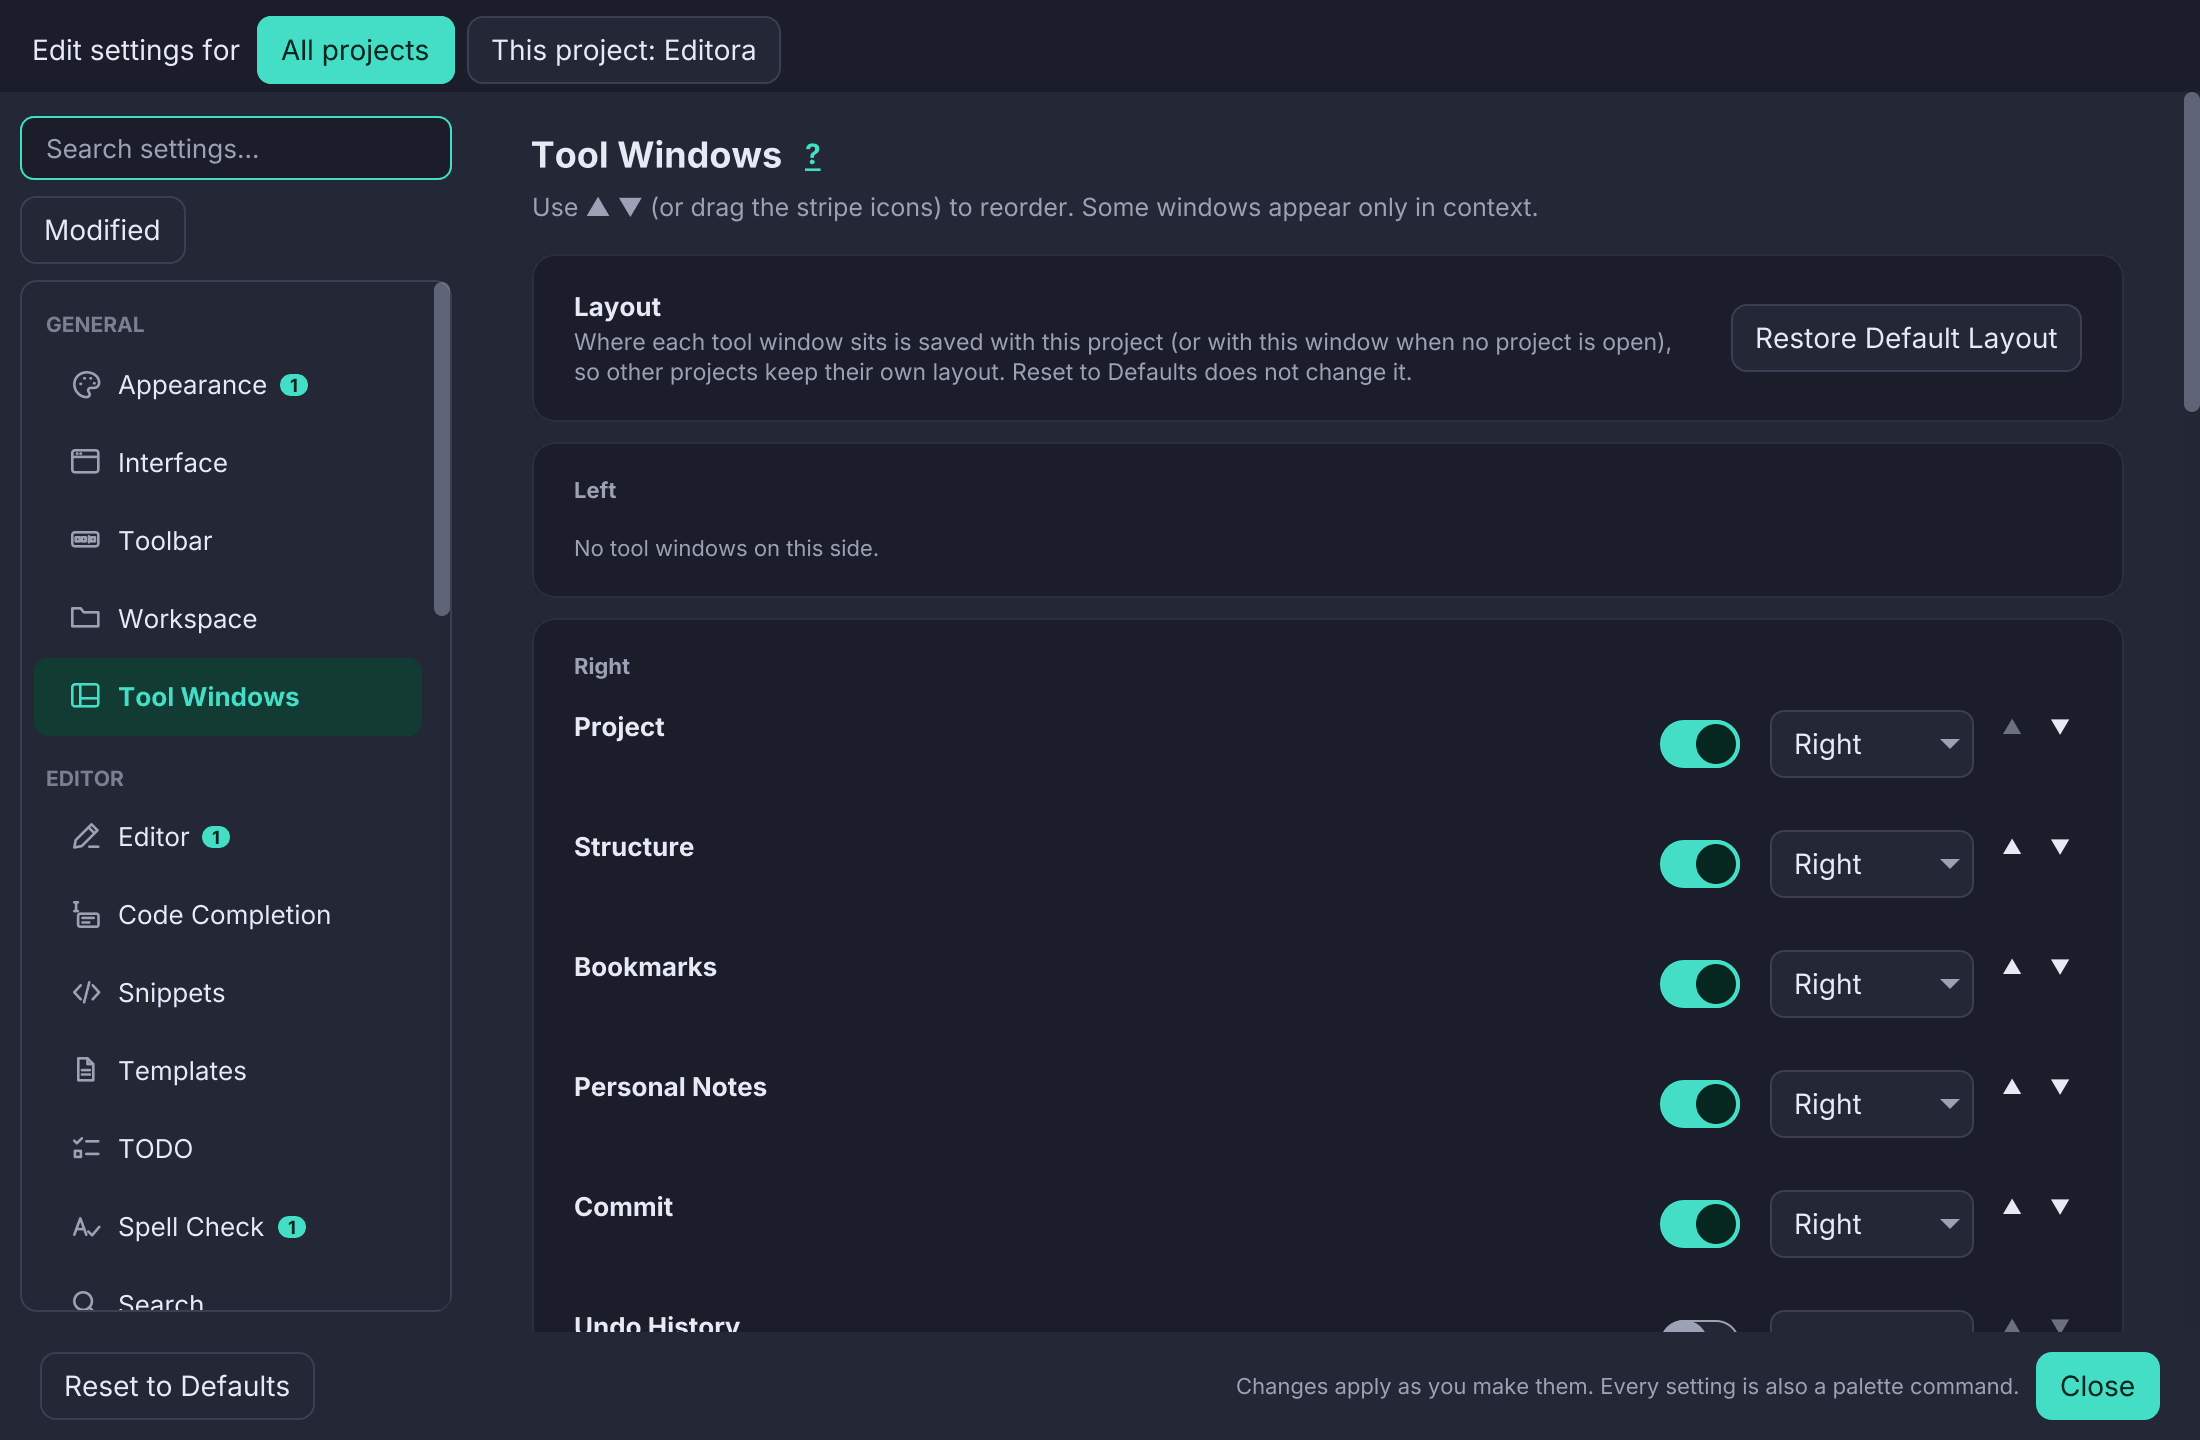 Edit settings for All projects This project: Editora
Search settings...
Modified
GENERAL
Appearance 1
Interface
Toolbar
Workspace
Tool Windows
EDITOR
Editor 1
Code Completion
Snippets
Templates
TODO
Spell Check 1
Search
Tool Windows ?
Use ▲ ▼ (or drag the stripe icons) to reorder. Some windows appear only in context.
Layout
Where each tool window sits is saved with this project (or with this window when no project is open),
so other projects keep their own layout. Reset to Defaults does not change it.
Restore Default Layout
Left
No tool windows on this side.
Right
Project Right ▲ ▼
Structure Right ▲ ▼
Bookmarks Right ▲ ▼
Personal Notes Right ▲ ▼
Commit Right ▲ ▼
Undo History ▲ ▼
Reset to Defaults
Changes apply as you make them. Every setting is also a palette command.
Close